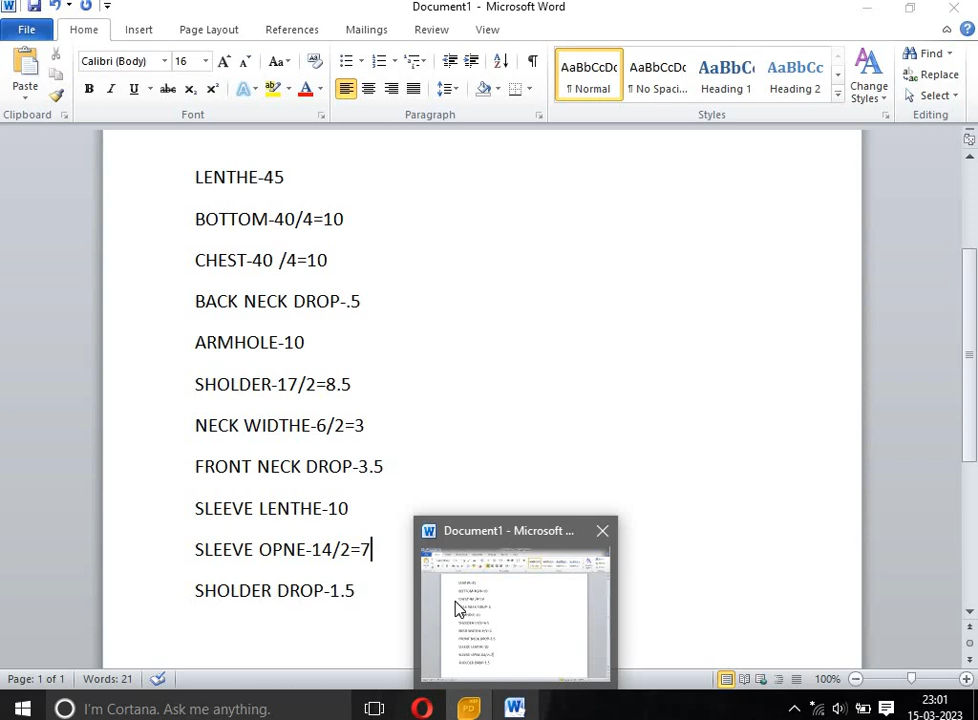 Document1 - Microsoft Word
File Home Insert Page Layout References Mailings Review View
Calibri (Body) 16
Paste
AaBbCcDc AaBbCcDc AaBbC AaBbCc
¶ Normal ¶ No Spaci... Heading 1 Heading 2
Change Styles
Find
Replace
Select
Clipboard Font Paragraph Styles Editing
LENTHE-45
BOTTOM-40/4=10
CHEST-40 /4=10
BACK NECK DROP-.5
ARMHOLE-10
SHOLDER-17/2=8.5
NECK WIDTHE-6/2=3
FRONT NECK DROP-3.5
SLEEVE LENTHE-10
SLEEVE OPNE-14/2=7
SHOLDER DROP-1.5
Document1 - Microsoft ...
Page: 1 of 1 Words: 21 100%
I'm Cortana. Ask me anything.
23:01
15-03-2023